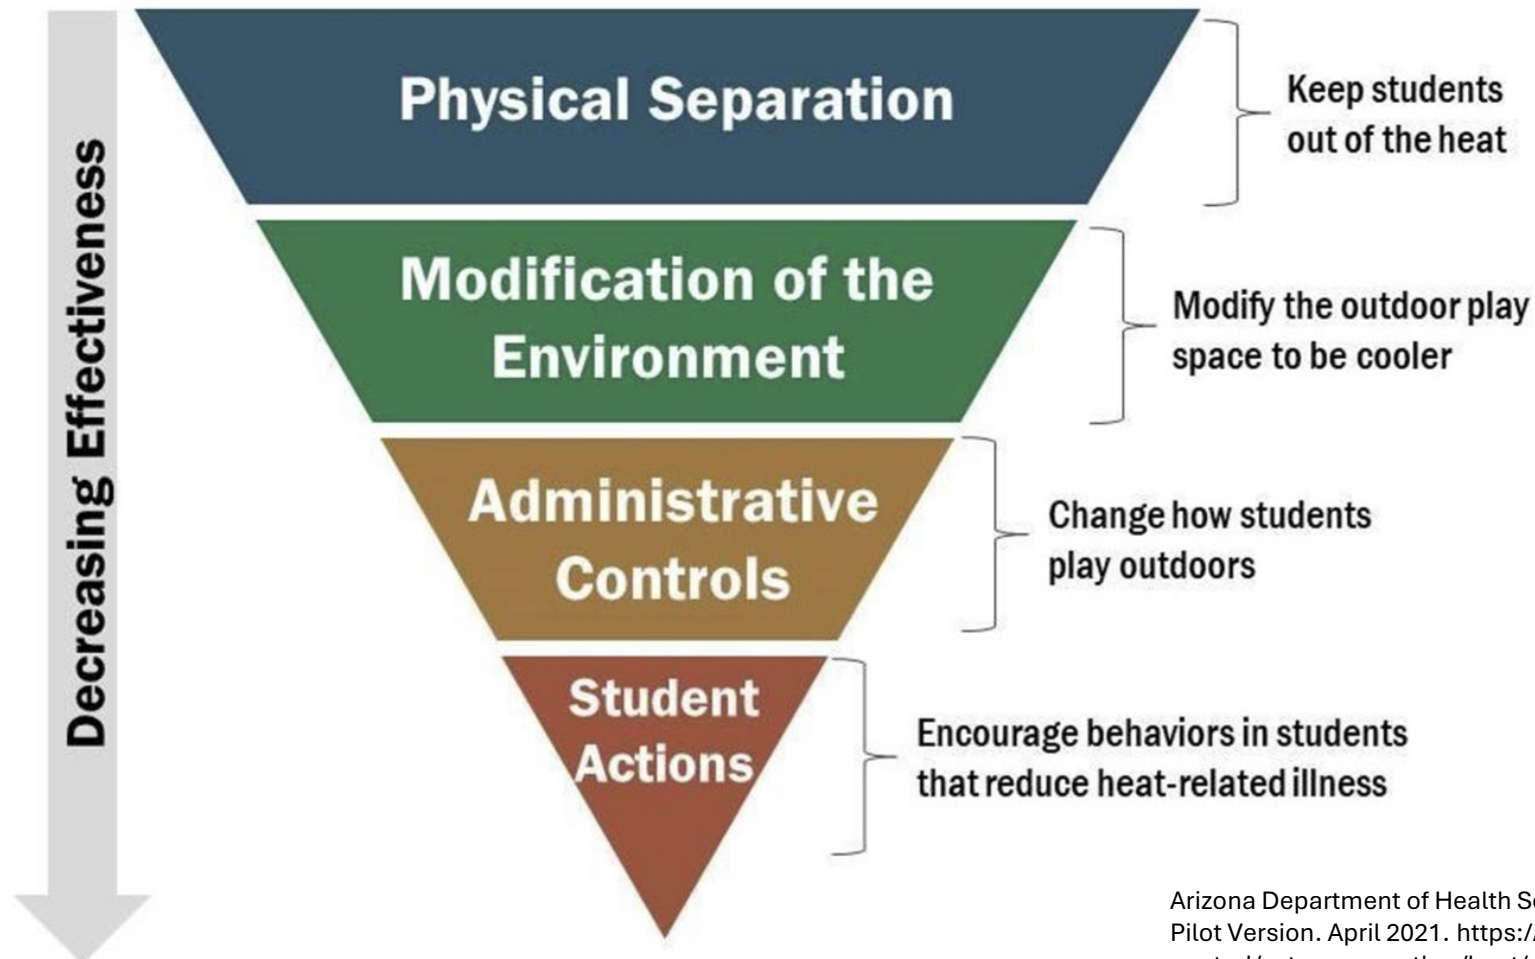 Decreasing Effectiveness
Physical Separation
Keep students
out of the heat
Modification of the
Environment
Modify the outdoor play
space to be cooler
Administrative
Controls
Change how students
play outdoors
Student
Actions
Encourage behaviors in students
that reduce heat-related illness
Arizona Department of Health
Pilot Version. April 2021. https:/